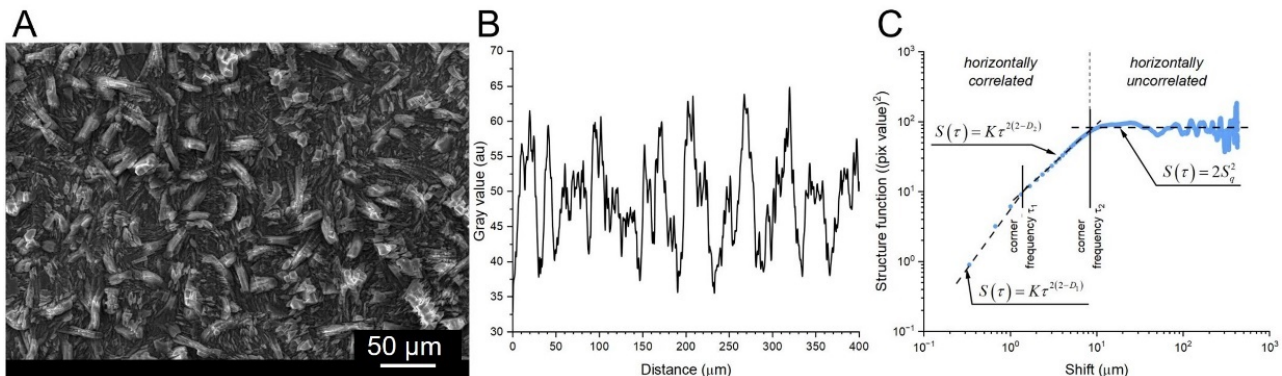 A
50 μm
B
Gray value (au)
70
65
60
55
50
45
40
35
30
0
50
100
150
200
250
300
350
400
Distance (μm)
C
Structure function ((pix value)²)
10³
10²
10¹
10⁰
10⁻¹
horizontally
correlated
horizontally
uncorrelated
S(τ)=Kτ^{2(2-D₂)}
S(τ)=2S_q^2
corner
frequency τ₁
corner
frequency τ₂
S(τ)=Kτ^{2(2-D₁)}
10⁻¹
10⁰
10¹
10²
10³
Shift (μm)